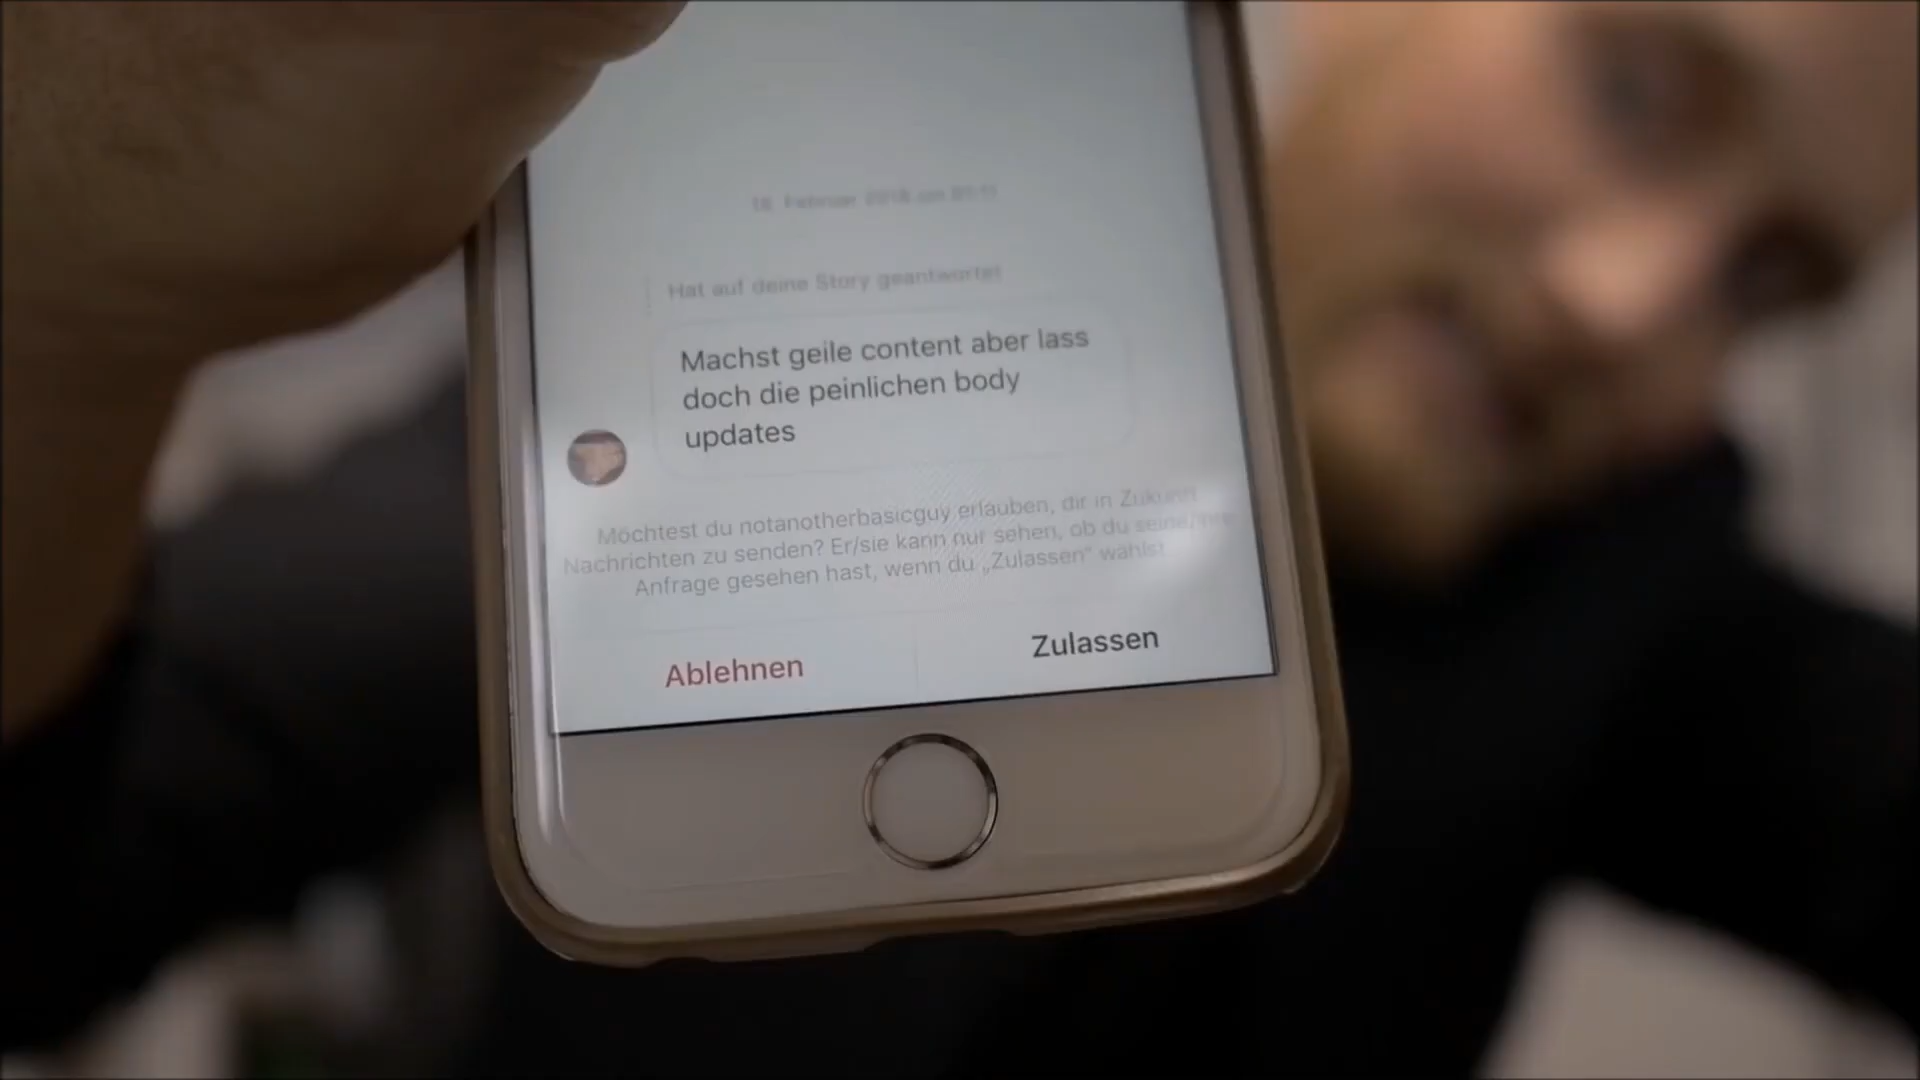 Hat auf deine Story geantwortet
Machst geile content aber lass
doch die peinlichen body
updates
Möchtest du notanotherbasicguy erlauben, dir in Zukunft
Nachrichten zu senden? Er/sie kann nur sehen, ob du seine/ihre
Anfrage gesehen hast, wenn du „Zulassen“ wählst.
Ablehnen
Zulassen